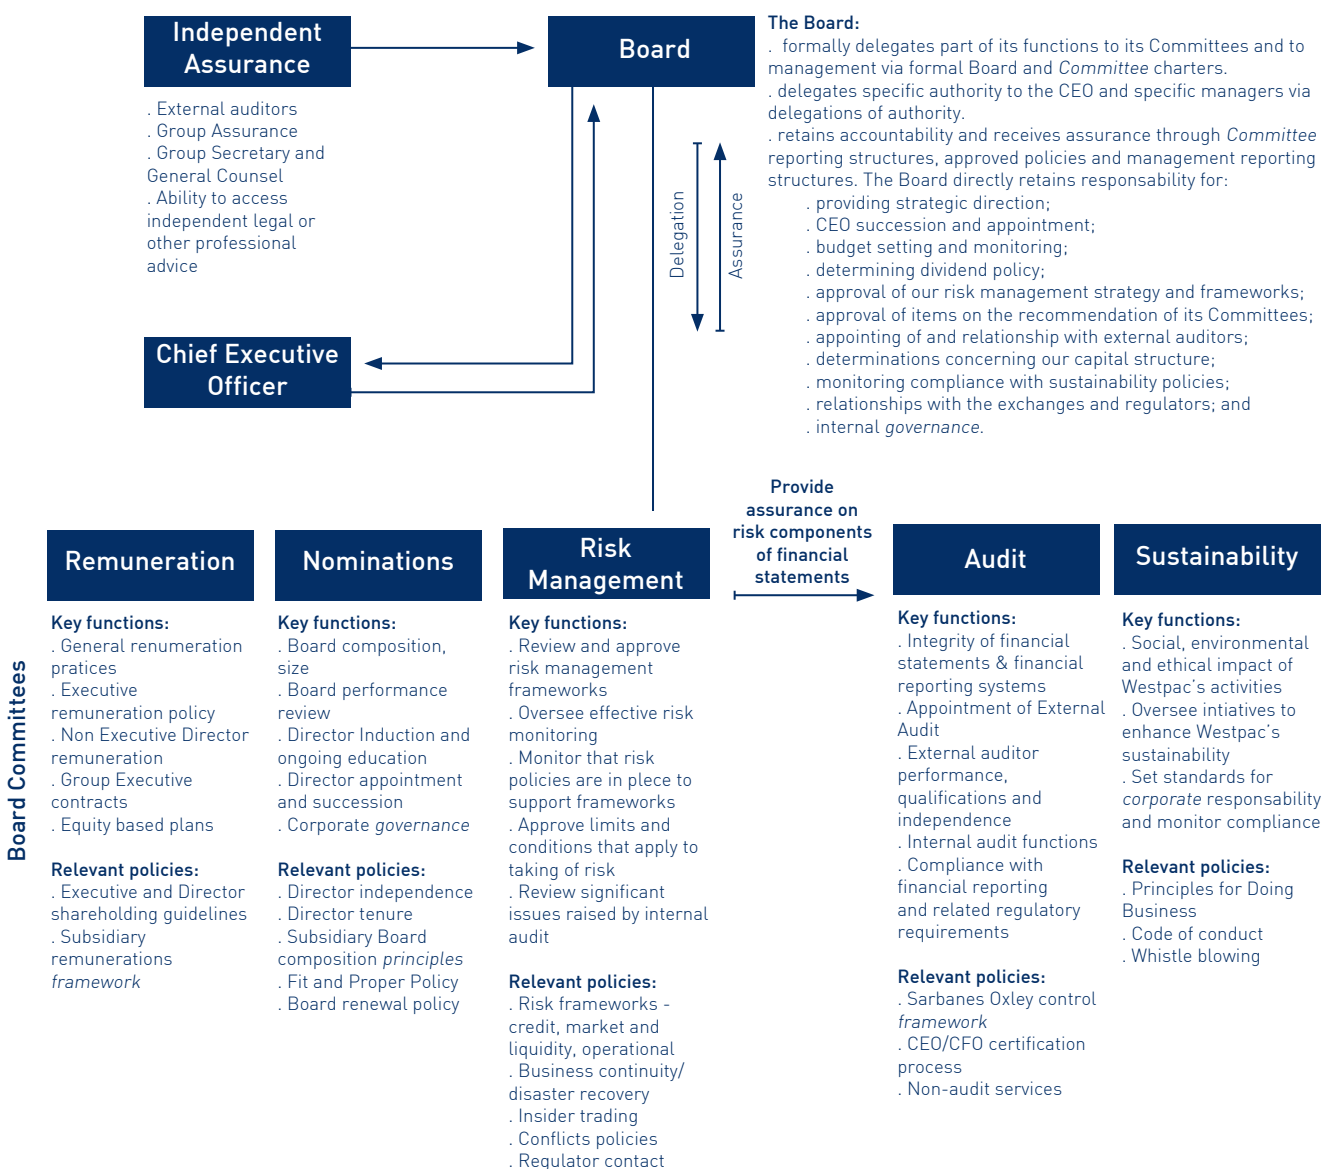 Independent
Assurance
. External auditors
. Group Assurance
. Group Secretary and
General Counsel
. Ability to access
independent legal or
other professional
advice
Board
The Board:
. formally delegates part of its functions to its Committees and to
management via formal Board and Committee charters.
. delegates specific authority to the CEO and specific managers via
delegations of authority.
. retains accountability and receives assurance through Committee
reporting structures, approved policies and management reporting
structures. The Board directly retains responsability for:
. providing strategic direction;
. CEO succession and appointment;
. budget setting and monitoring;
. determining dividend policy;
. approval of our risk management strategy and frameworks;
. approval of items on the recommendation of its Committees;
. appointing of and relationship with external auditors;
. determinations concerning our capital structure;
. monitoring compliance with sustainability policies;
. relationships with the exchanges and regulators; and
. internal governance.
Delegation
Assurance
Chief Executive
Officer
Board Committees
Remuneration
Key functions:
. General renumeration
pratices
. Executive
remuneration policy
. Non Executive Director
remuneration
. Group Executive
contracts
. Equity based plans
Relevant policies:
. Executive and Director
shareholding guidelines
. Subsidiary
remunerations
framework
Nominations
Key functions:
. Board composition,
size
. Board performance
review
. Director Induction and
ongoing education
. Director appointment
and succession
. Corporate governance
Relevant policies:
. Director independence
. Director tenure
. Subsidiary Board
composition principles
. Fit and Proper Policy
. Board renewal policy
Risk
Management
Key functions:
. Review and approve
risk management
frameworks
. Oversee effective risk
monitoring
. Monitor that risk
policies are in plece to
support frameworks
. Approve limits and
conditions that apply to
taking of risk
. Review significant
issues raised by internal
audit
Relevant policies:
. Risk frameworks -
credit, market and
liquidity, operational
. Business continuity/
disaster recovery
. Insider trading
. Conflicts policies
. Regulator contact
Provide
assurance on
risk components
of financial
statements
Audit
Key functions:
. Integrity of financial
statements & financial
reporting systems
. Appointment of External
Audit
. External auditor
performance,
qualifications and
independence
. Internal audit functions
. Compliance with
financial reporting
and related regulatory
requirements
Relevant policies:
. Sarbanes Oxley control
framework
. CEO/CFO certification
process
. Non-audit services
Sustainability
Key functions:
. Social, environmental
and ethical impact of
Westpac's activities
. Oversee intiatives to
enhance Westpac's
sustainability
. Set standards for
corporate responsability
and monitor compliance
Relevant policies:
. Principles for Doing
Business
. Code of conduct
. Whistle blowing